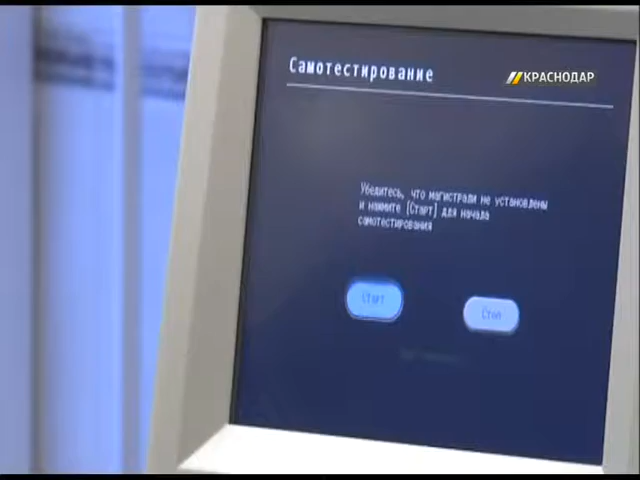 Самотестирование
КРАСНОДАР
Убедитесь, что магистрали не установлены
и нажмите [Старт] для начала
самотестирования
Старт
Стоп